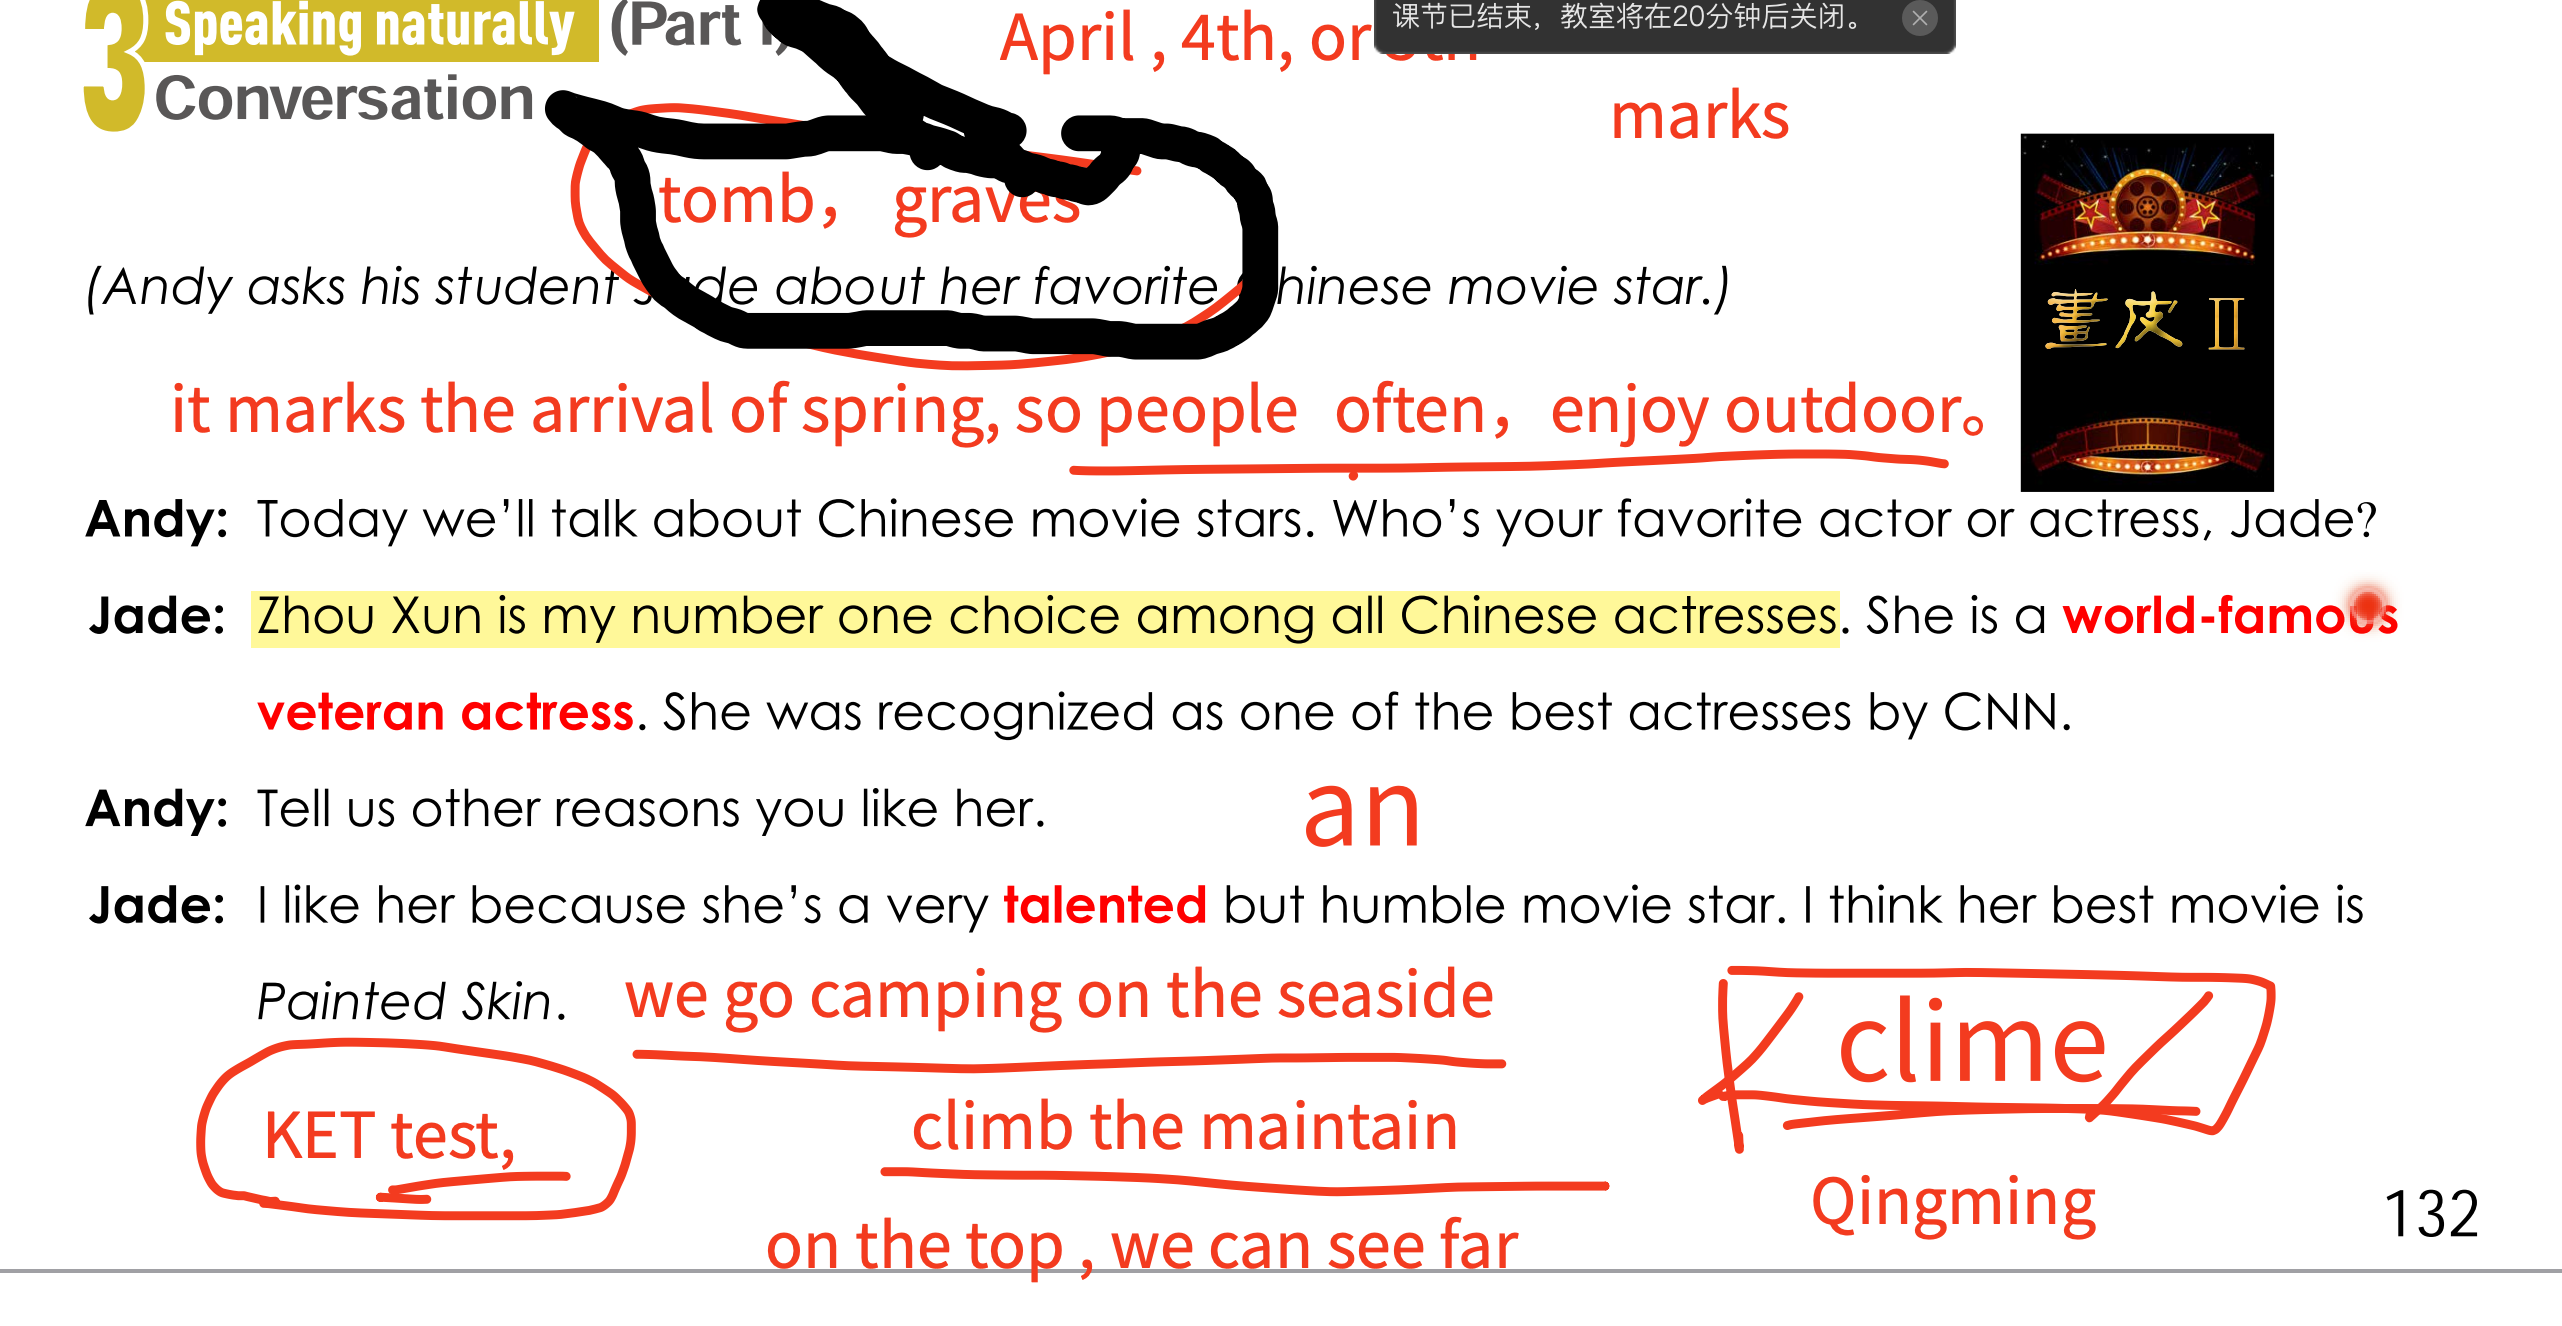 3 Speaking naturally (Part
Conversation
April , 4th, or
课节已结束，教室将在20分钟后关闭。
marks
tomb， graves
(Andy asks his student Jade about her favorite Chinese movie star.)
畫皮 II
it marks the arrival of spring, so people often，enjoy outdoor。
Andy: Today we’ll talk about Chinese movie stars. Who’s your favorite actor or actress, Jade?
Jade: Zhou Xun is my number one choice among all Chinese actresses. She is a world-famous
veteran actress. She was recognized as one of the best actresses by CNN.
Andy: Tell us other reasons you like her.
an
Jade: I like her because she’s a very talented but humble movie star. I think her best movie is
Painted Skin.
we go camping on the seaside
clime
KET test,
climb the maintain
Qingming
132
on the top , we can see far